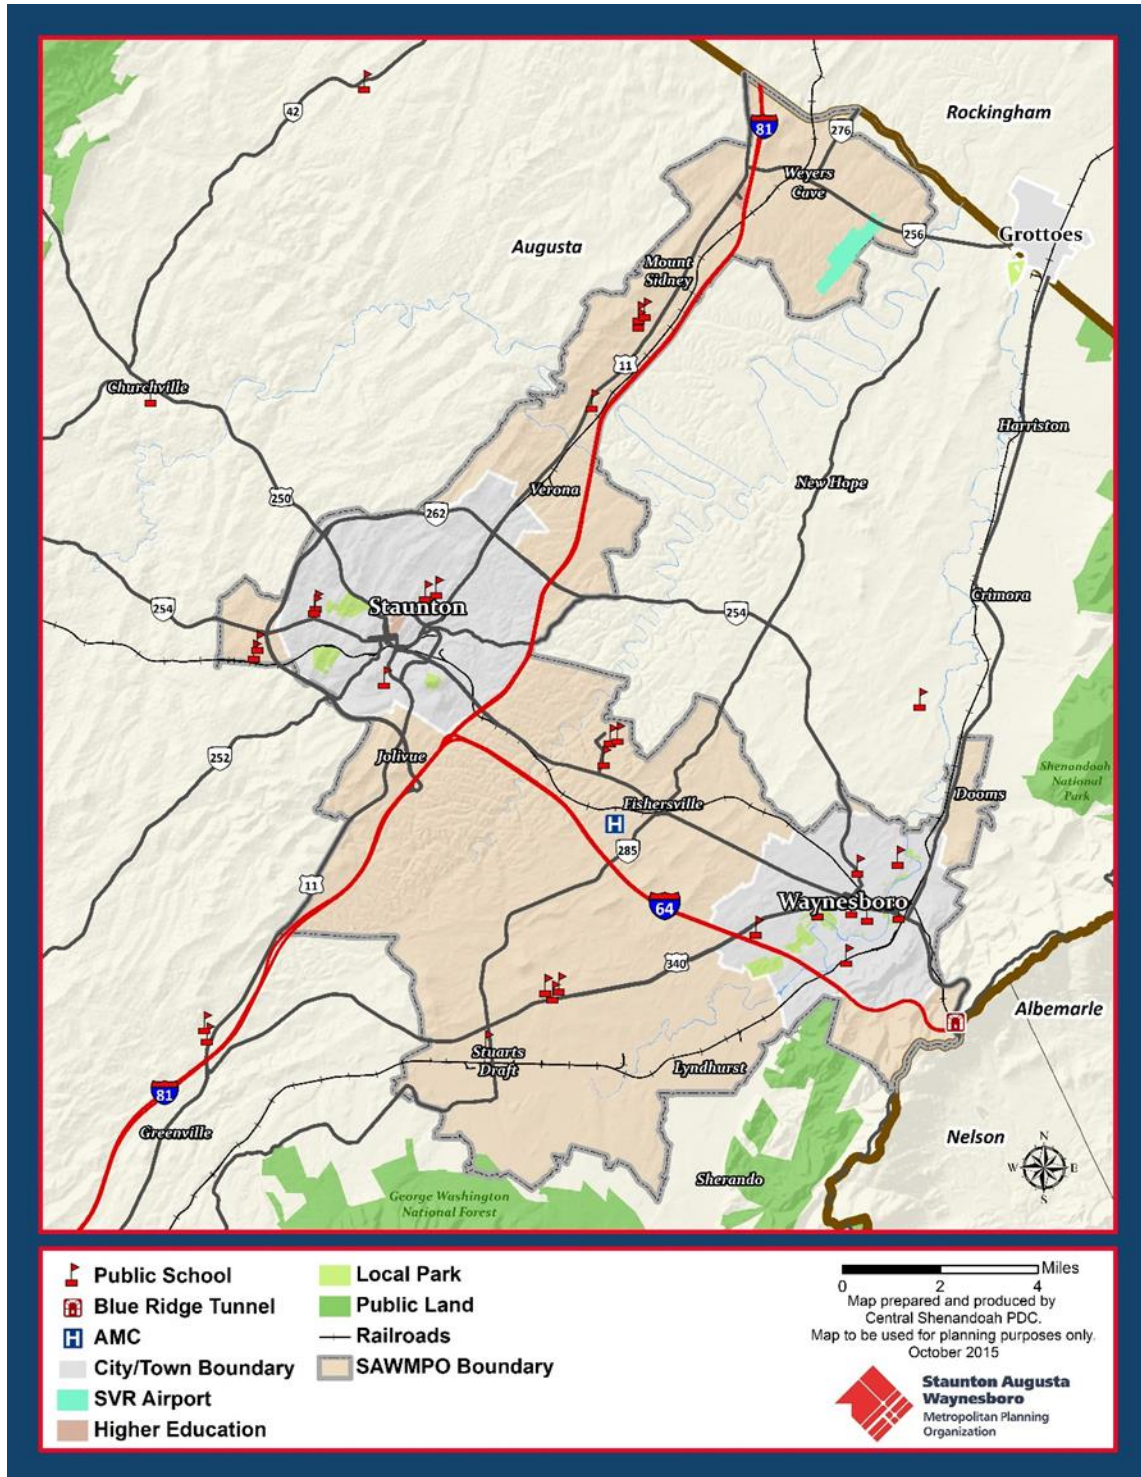 42
81
276
Rockingham
Weyers
Cave
256
Grottoes
Augusta
Mount
Sidney
11
Churchville
Harriston
250
Verona
New Hope
262
254
Staunton
254
Crimora
252
Jolivue
Shenandoah
National
Park
Fishersville
Dooms
H
285
11
64
Waynesboro
340
Albemarle
Stuarts
Draft
Lyndhurst
81
Greenville
Nelson
N
W
E
S
Sherando
George Washington
National Forest
Public School
Blue Ridge Tunnel
H AMC
City/Town Boundary
SVR Airport
Higher Education
Local Park
Public Land
Railroads
SAWMPO Boundary
Miles
0 2 4
Map prepared and produced by
Central Shenandoah PDC.
Map to be used for planning purposes only.
October 2015
Staunton Augusta
Waynesboro
Metropolitan Planning
Organization